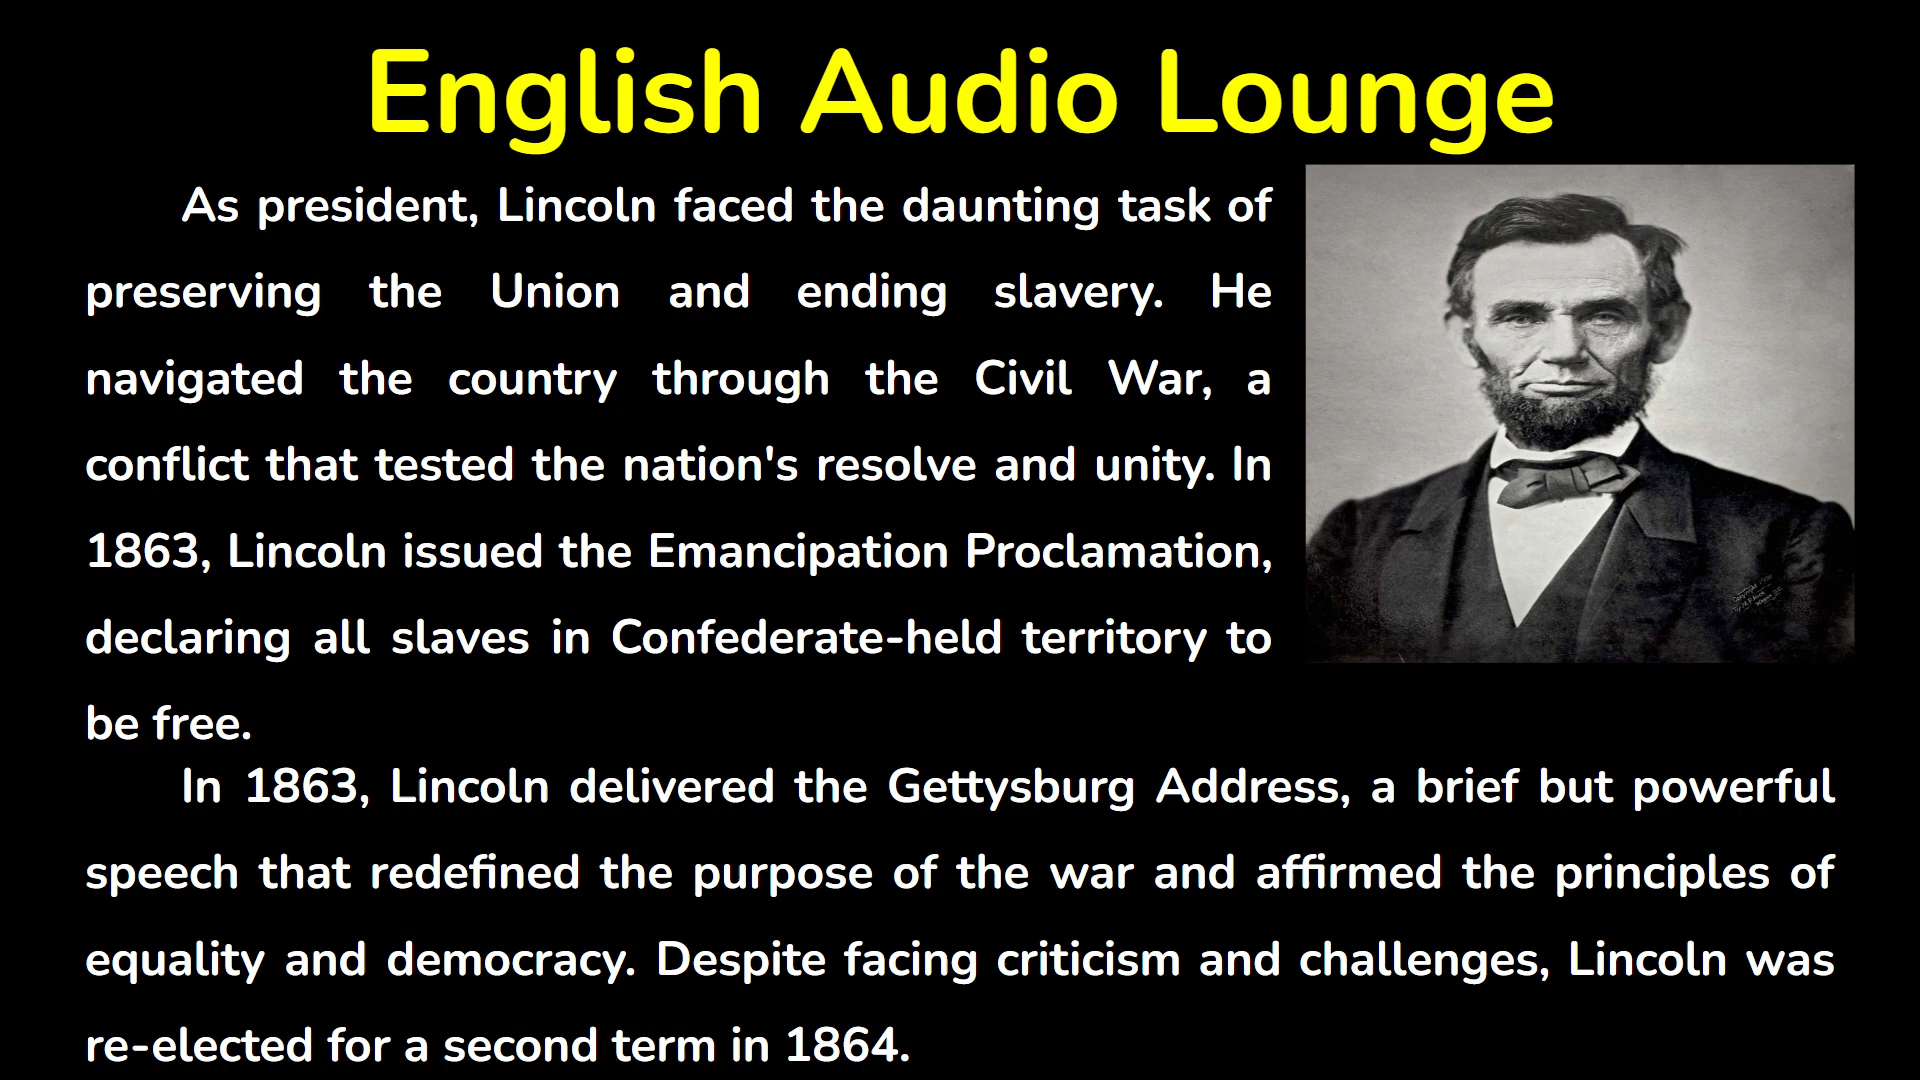 English Audio Lounge
As president, Lincoln faced the daunting task of
preserving the Union and ending slavery. He
navigated the country through the Civil War, a
conflict that tested the nation's resolve and unity. In
1863, Lincoln issued the Emancipation Proclamation,
declaring all slaves in Confederate-held territory to
be free.
In 1863, Lincoln delivered the Gettysburg Address, a brief but powerful
speech that redefined the purpose of the war and affirmed the principles of
equality and democracy. Despite facing criticism and challenges, Lincoln was
re-elected for a second term in 1864.